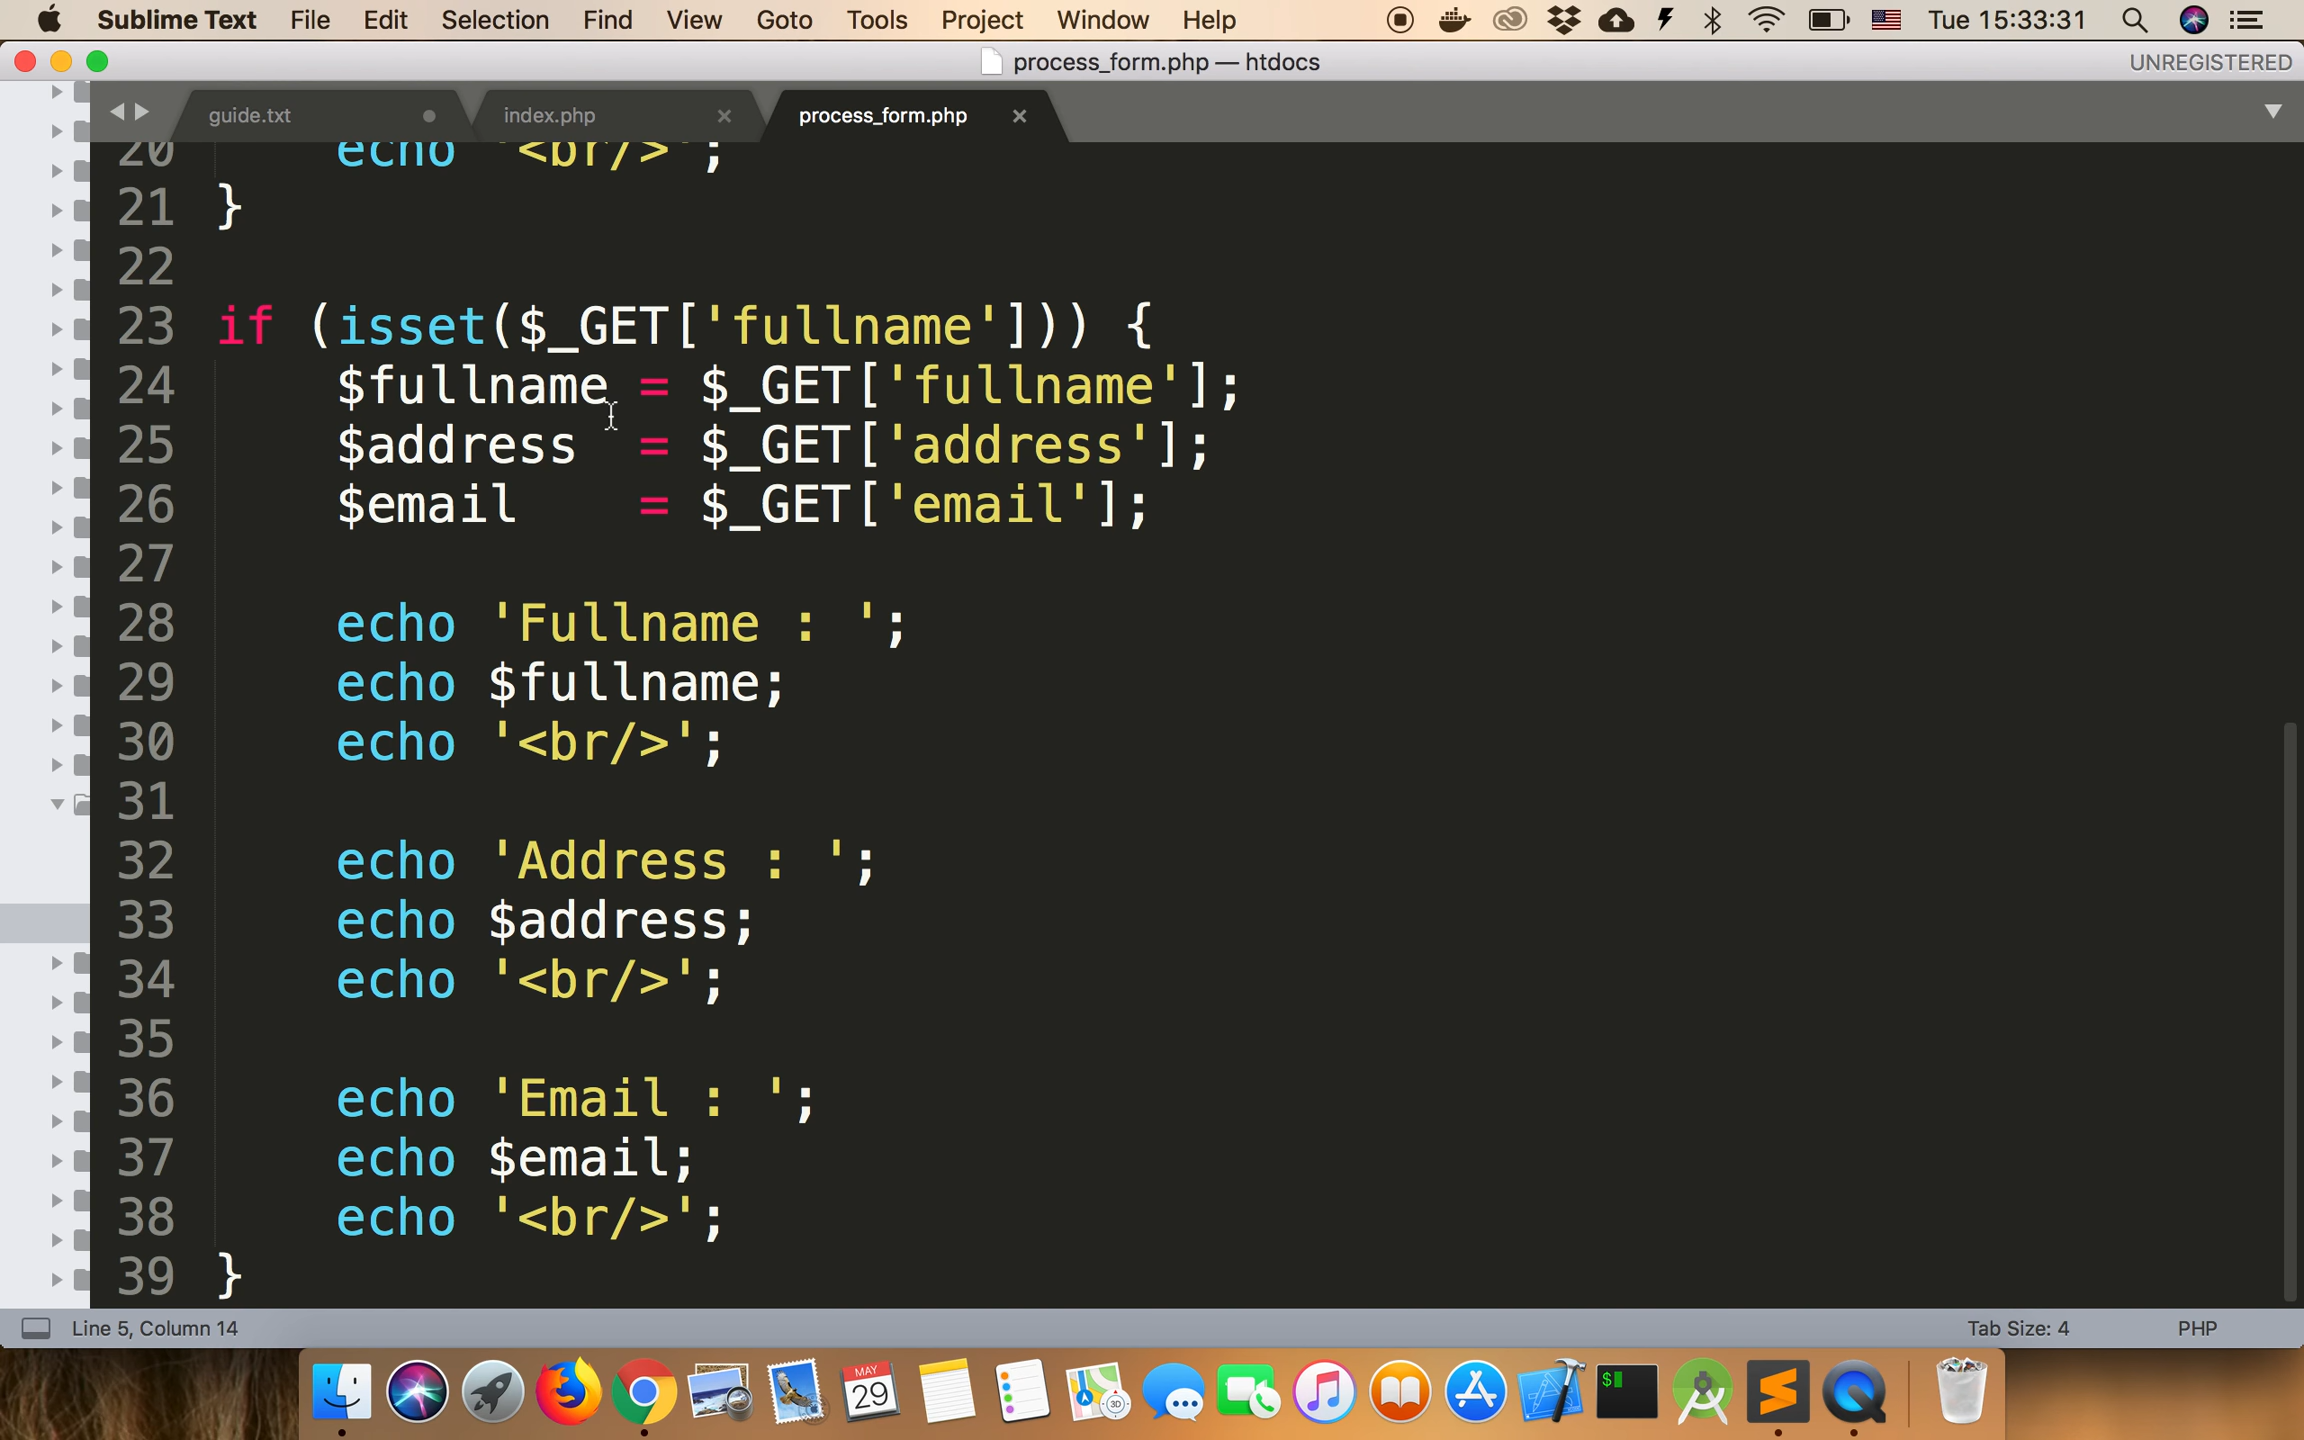 Sublime Text File Edit Selection Find View Goto Tools Project Window Help Tue 15:33:31
process_form.php — htdocs UNREGISTERED
guide.txt index.php process_form.php
20 echo '<br/>';
21 }
22
23 if (isset($_GET['fullname'])) {
24 $fullname = $_GET['fullname'];
25 $address = $_GET['address'];
26 $email = $_GET['email'];
27
28 echo 'Fullname : ';
29 echo $fullname;
30 echo '<br/>';
31
32 echo 'Address : ';
33 echo $address;
34 echo '<br/>';
35
36 echo 'Email : ';
37 echo $email;
38 echo '<br/>';
39 }
Line 5, Column 14 Tab Size: 4 PHP
MAY
29
3D
$